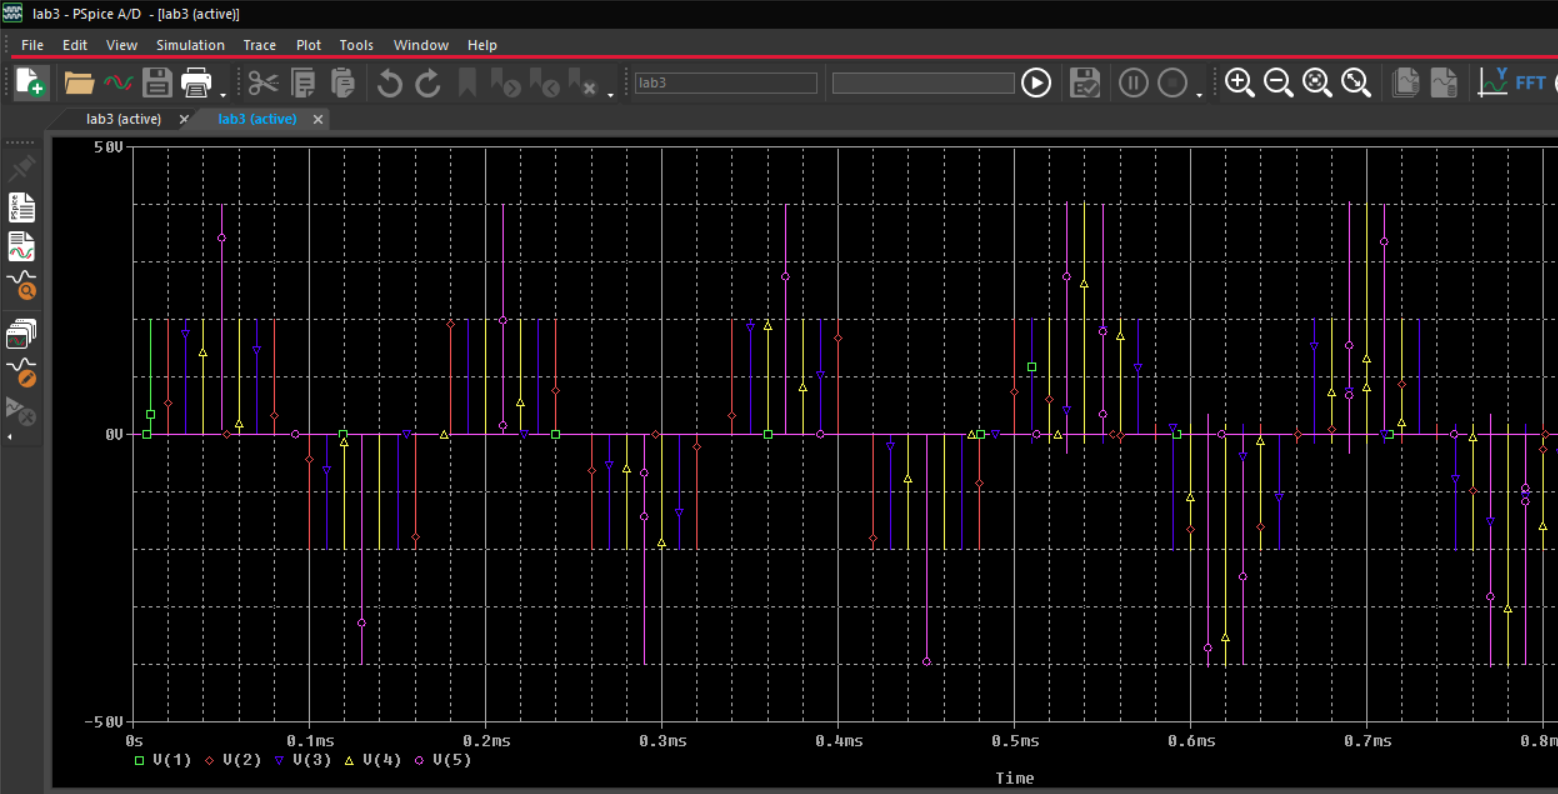 lab3 - PSpice A/D - [lab3 (active)]
File Edit View Simulation Trace Plot Tools Window Help
lab3
Y
FFT
lab3 (active) × lab3 (active) ×
PSpice
50V
0V
-50V
0s 0.1ms 0.2ms 0.3ms 0.4ms 0.5ms 0.6ms 0.7ms 0.8m
V(1) V(2) V(3) V(4) V(5)
Time